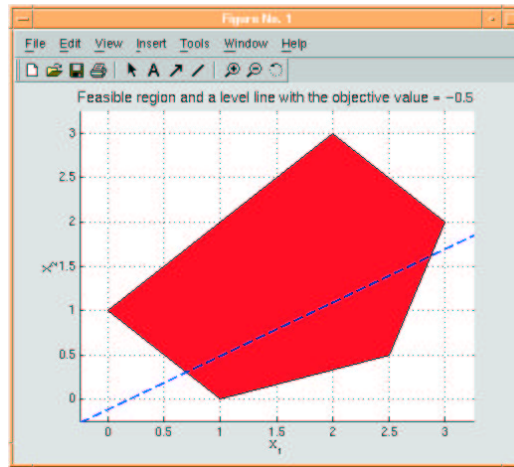 Figure No. 1
File Edit View Insert Tools Window Help
A
Feasible region and a level line with the objective value = −0.5
3
2.5
2
1.5
1
0.5
0
x₂
0 0.5 1 1.5 2 2.5 3
x₁